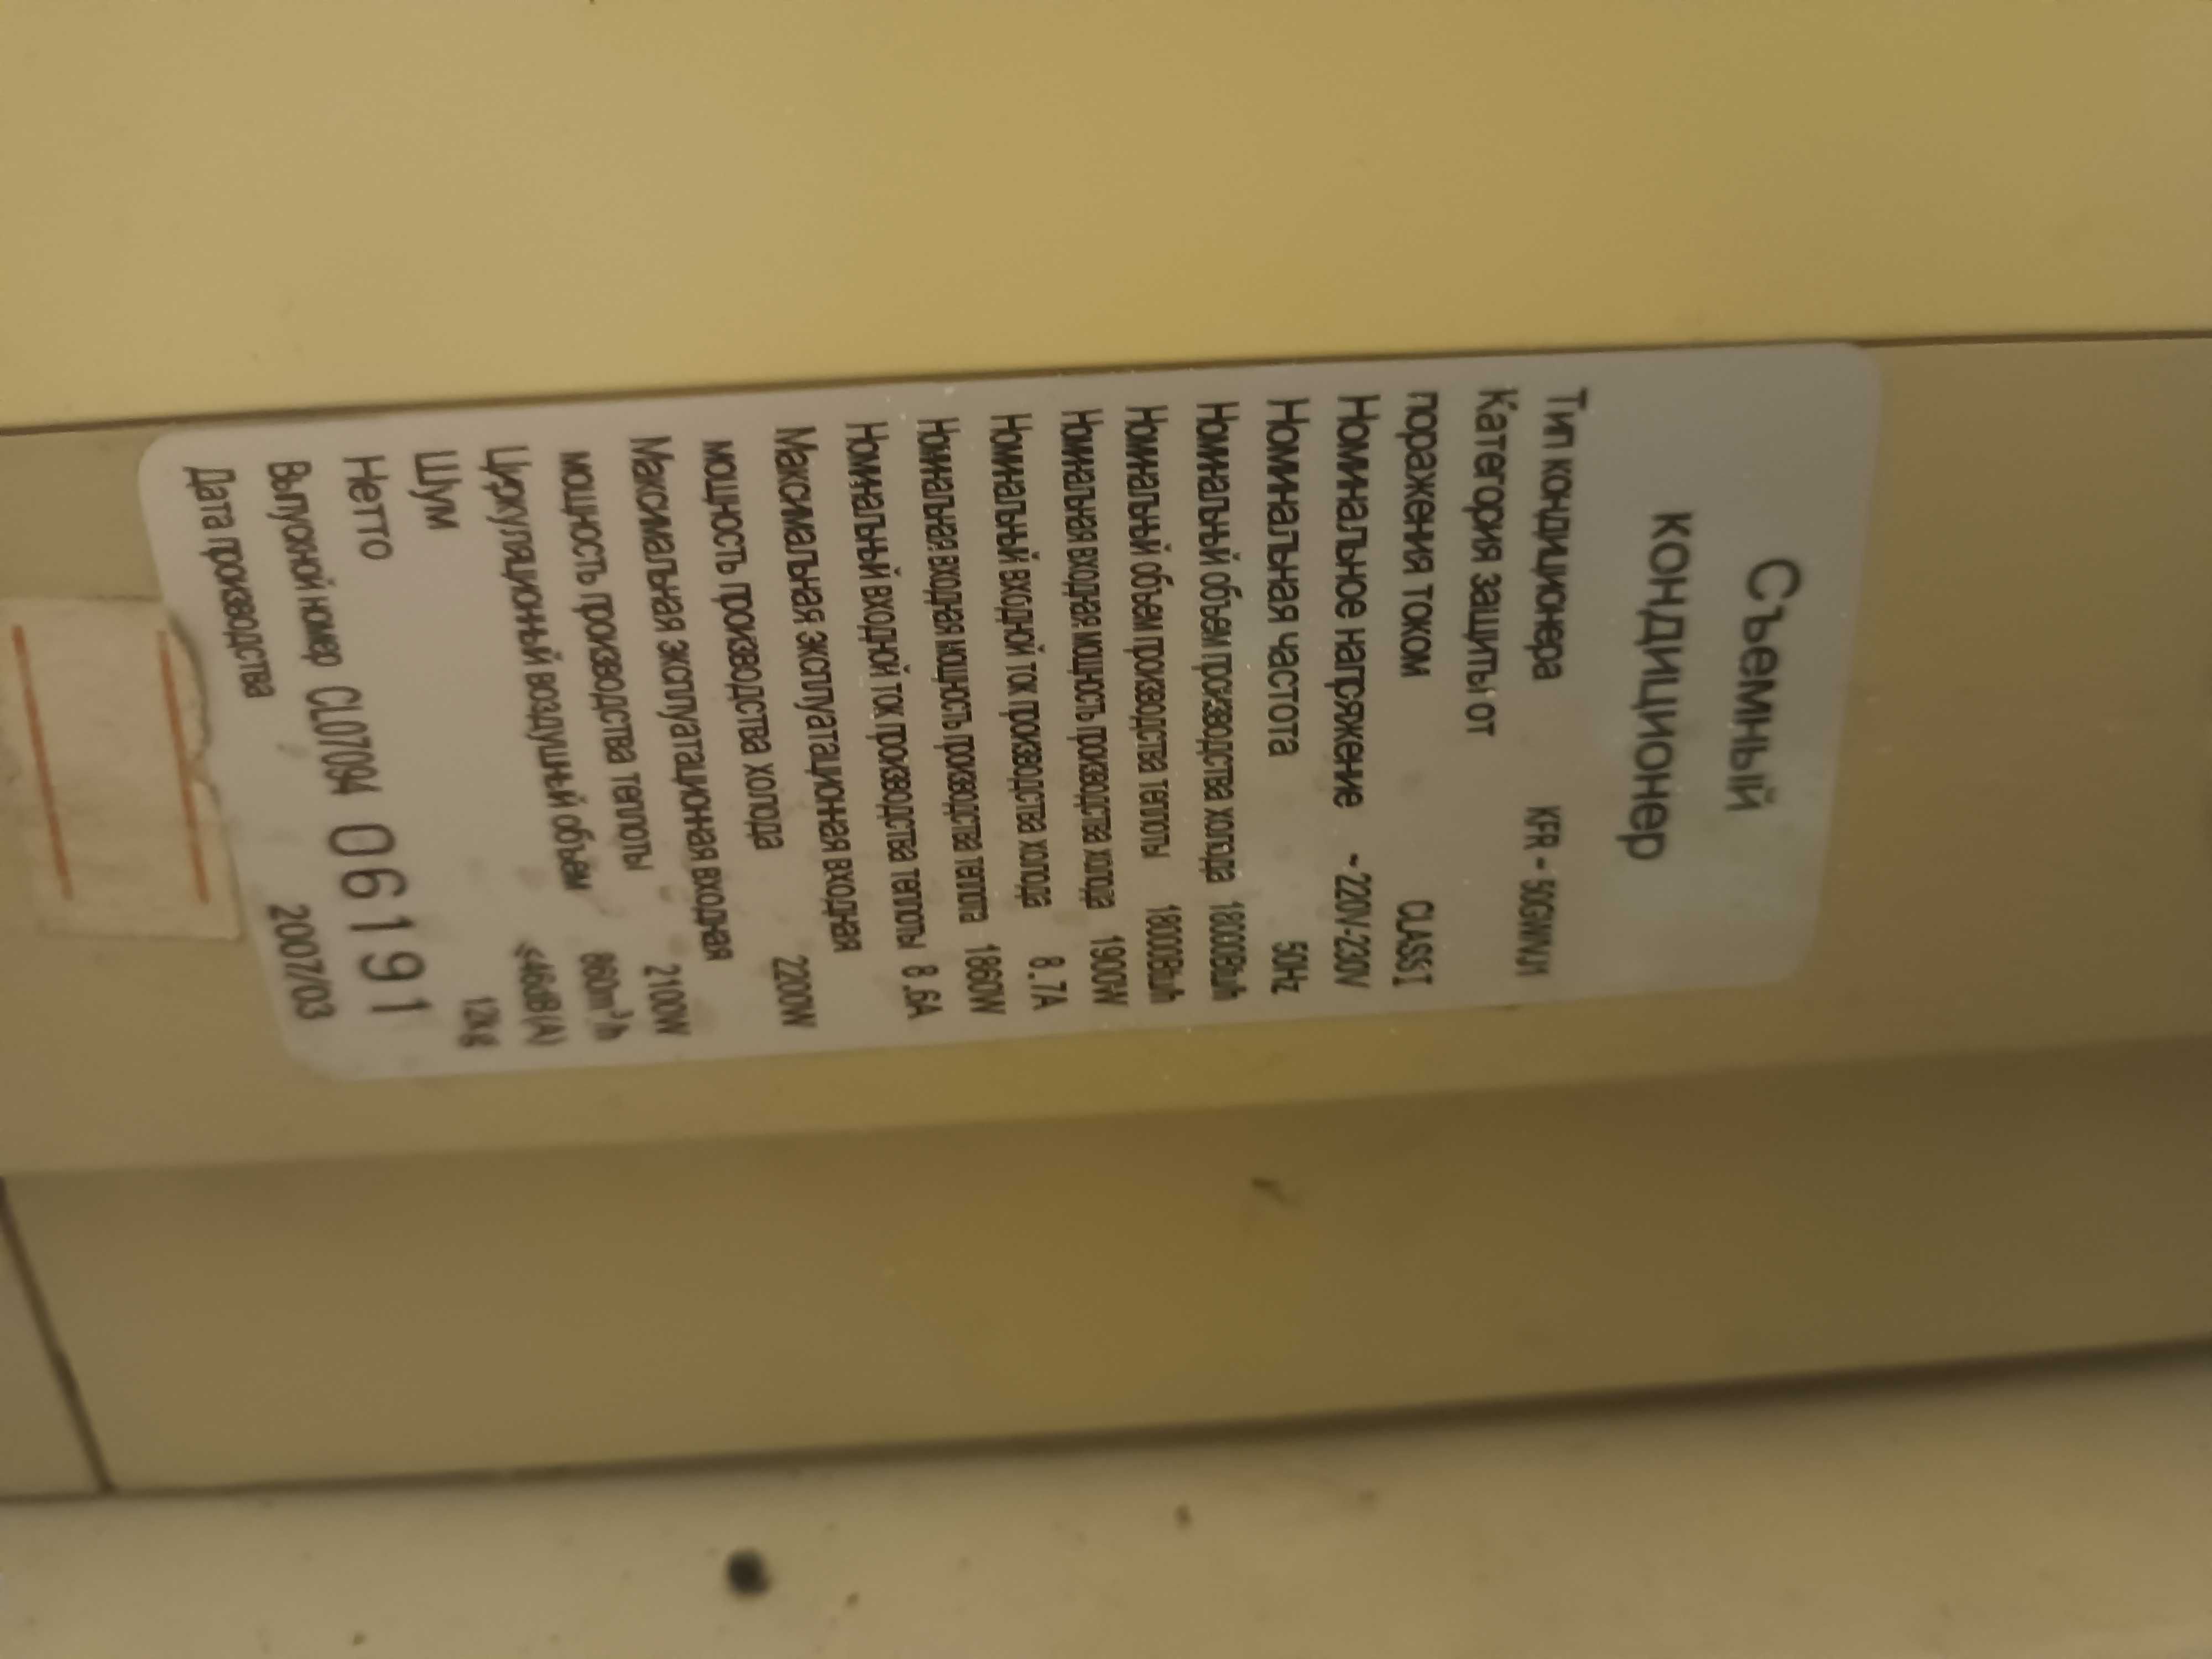 Съемный
кондиционер
Тип кондиционера KFR - 50GWWJ1
Категория защиты от
поражения током CLASSI
Номинальное напряжение ~220V-230V
Номинальная частота 50Hz
Номинальный объем производства холода 18000Btu/h
Номинальный объем производства теплоты 18000Btu/h
Номинальная входная мощность производства холода 1900W
Номинальный входной ток производства холода 8.7A
Номинальная входная мощность производства теплота 1860W
Номинальный входной ток производства теплоты 8.6A
Максимальная эксплуатационная входная
мощность производства холода 2200W
Максимальная эксплуатационная входная
мощность производства теплоты 2100W
Циркуляционный воздушный объем 860m³/h
Шум ≤46dB(A)
Нетто 12kg
Выпускной номер CL07094 06191
Дата производства 2007/03